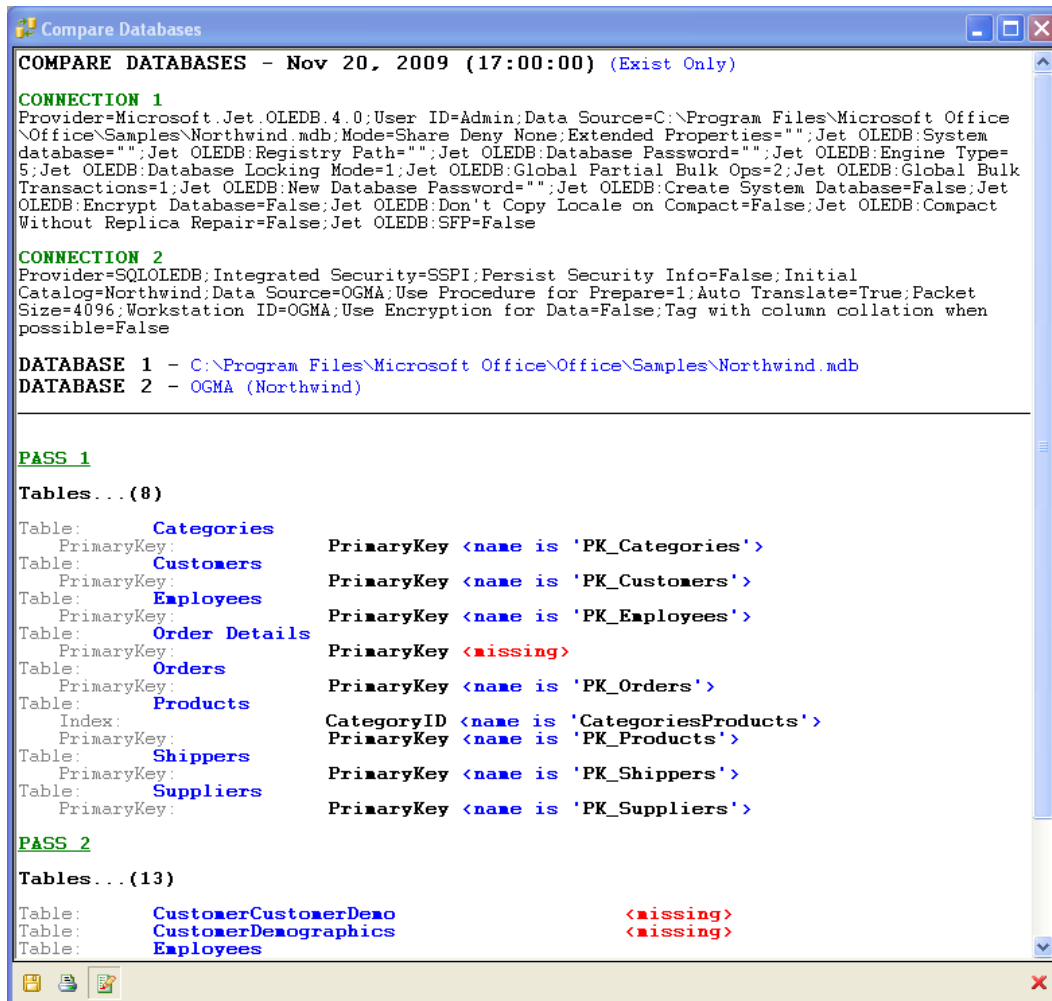 Compare Databases
COMPARE DATABASES - Nov 20, 2009 (17:00:00) (Exist Only)
CONNECTION 1
Provider=Microsoft.Jet.OLEDB.4.0;User ID=Admin;Data Source=C:\Program Files\Microsoft Office
\Office\Samples\Northwind.mdb;Mode=Share Deny None;Extended Properties="";Jet OLEDB:System
database="";Jet OLEDB:Registry Path="";Jet OLEDB:Database Password="";Jet OLEDB:Engine Type=
5;Jet OLEDB:Database Locking Mode=1;Jet OLEDB:Global Partial Bulk Ops=2;Jet OLEDB:Global Bulk
Transactions=1;Jet OLEDB:New Database Password="";Jet OLEDB:Create System Database=False;Jet
OLEDB:Encrypt Database=False;Jet OLEDB:Don't Copy Locale on Compact=False;Jet OLEDB:Compact
Without Replica Repair=False;Jet OLEDB:SFP=False
CONNECTION 2
Provider=SQLOLEDB;Integrated Security=SSPI;Persist Security Info=False;Initial
Catalog=Northwind;Data Source=OGMA;Use Procedure for Prepare=1;Auto Translate=True;Packet
Size=4096;Workstation ID=OGMA;Use Encryption for Data=False;Tag with column collation when
possible=False
DATABASE 1 - C:\Program Files\Microsoft Office\Office\Samples\Northwind.mdb
DATABASE 2 - OGMA (Northwind)
PASS 1
Tables...(8)
Table: Categories
PrimaryKey: PrimaryKey <name is 'PK_Categories'>
Table: Customers
PrimaryKey: PrimaryKey <name is 'PK_Customers'>
Table: Employees
PrimaryKey: PrimaryKey <name is 'PK_Employees'>
Table: Order Details
PrimaryKey: PrimaryKey <missing>
Table: Orders
PrimaryKey: PrimaryKey <name is 'PK_Orders'>
Table: Products
Index: CategoryID <name is 'CategoriesProducts'>
PrimaryKey: PrimaryKey <name is 'PK_Products'>
Table: Shippers
PrimaryKey: PrimaryKey <name is 'PK_Shippers'>
Table: Suppliers
PrimaryKey: PrimaryKey <name is 'PK_Suppliers'>
PASS 2
Tables...(13)
Table: CustomerCustomerDemo <missing>
Table: CustomerDemographics <missing>
Table: Employees